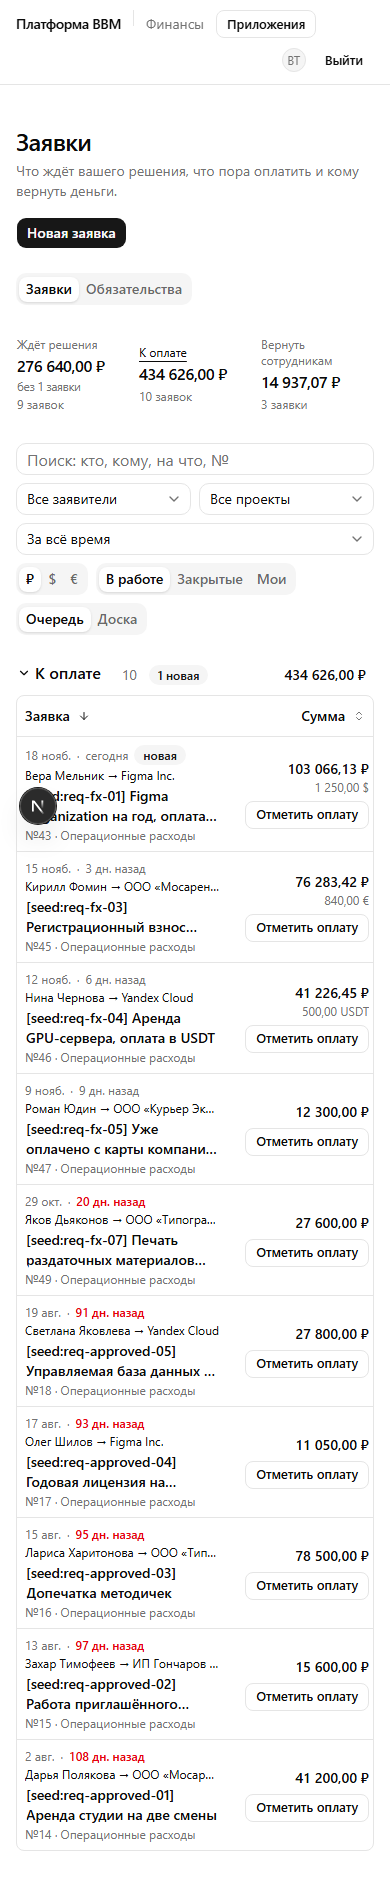 Платформа BBM
Финансы
Приложения
ВТ
Выйти
Заявки
Что ждёт вашего решения, что пора оплатить и кому
вернуть деньги.
Новая заявка
Заявки
Обязательства
Ждёт решения
276 640,00 ₽
без 1 заявки
9 заявок
К оплате
434 626,00 ₽
10 заявок
Вернуть
сотрудникам
14 937,07 ₽
3 заявки
Поиск: кто, кому, на что, №
Все заявители
Все проекты
За всё время
₽ $ €
В работе Закрытые Мои
Очередь Доска
К оплате 10 1 новая 434 626,00 ₽
Заявка ↓ Сумма
18 нояб. · сегодня новая
Вера Мельник → Figma Inc.
req-fx-01] Figma
на год, оплата...
№43 · Операционные расходы
103 066,13 ₽
1 250,00 $
Отметить оплату
N
15 нояб. · 3 дн. назад
Кирилл Фомин → ООО «Мосарен...
[seed:req-fx-03]
Регистрационный взнос...
№45 · Операционные расходы
76 283,42 ₽
840,00 €
Отметить оплату
12 нояб. · 6 дн. назад
Нина Чернова → Yandex Cloud
[seed:req-fx-04] Аренда
GPU-сервера, оплата в USDT
№46 · Операционные расходы
41 226,45 ₽
500,00 USDT
Отметить оплату
9 нояб. · 9 дн. назад
Роман Юдин → ООО «Курьер Эк...
[seed:req-fx-05] Уже
оплачено с карты компани...
№47 · Операционные расходы
12 300,00 ₽
Отметить оплату
29 окт. · 20 дн. назад
Яков Дьяконов → ООО «Типогра...
[seed:req-fx-07] Печать
раздаточных материалов...
№49 · Операционные расходы
27 600,00 ₽
Отметить оплату
19 авг. · 91 дн. назад
Светлана Яковлева → Yandex Cloud
[seed:req-approved-05]
Управляемая база данных ...
№18 · Операционные расходы
27 800,00 ₽
Отметить оплату
17 авг. · 93 дн. назад
Олег Шилов → Figma Inc.
[seed:req-approved-04]
Годовая лицензия на...
№17 · Операционные расходы
11 050,00 ₽
Отметить оплату
15 авг. · 95 дн. назад
Лариса Харитонова → ООО «Тип...
[seed:req-approved-03]
Допечатка методичек
№16 · Операционные расходы
78 500,00 ₽
Отметить оплату
13 авг. · 97 дн. назад
Захар Тимофеев → ИП Гончаров ...
[seed:req-approved-02]
Работа приглашённого...
№15 · Операционные расходы
15 600,00 ₽
Отметить оплату
2 авг. · 108 дн. назад
Дарья Полякова → ООО «Мосар...
[seed:req-approved-01]
Аренда студии на две смены
№14 · Операционные расходы
41 200,00 ₽
Отметить оплату